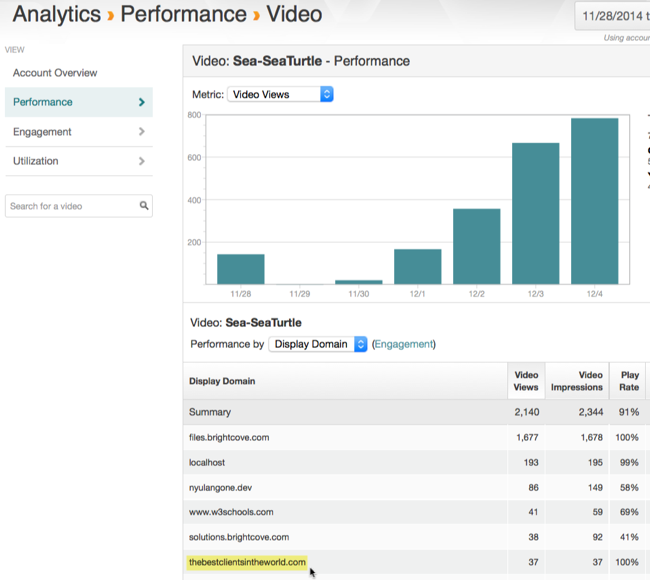 Analytics › Performance › Video
11/28/2014 t
Using accour
VIEW
Account Overview
Performance
Engagement
Utilization
Search for a video
Video: Sea-SeaTurtle - Performance
Metric: Video Views
800
600
400
200
11/28 11/29 11/30 12/1 12/2 12/3 12/4
Video: Sea-SeaTurtle
Performance by Display Domain (Engagement)
Display Domain Video Views Video Impressions Play Rate
Summary 2,140 2,344 91%
files.brightcove.com 1,677 1,678 100%
localhost 193 195 99%
nyulangone.dev 86 149 58%
www.w3schools.com 41 59 69%
solutions.brightcove.com 38 92 41%
thebestclientsintheworld.com 37 37 100%